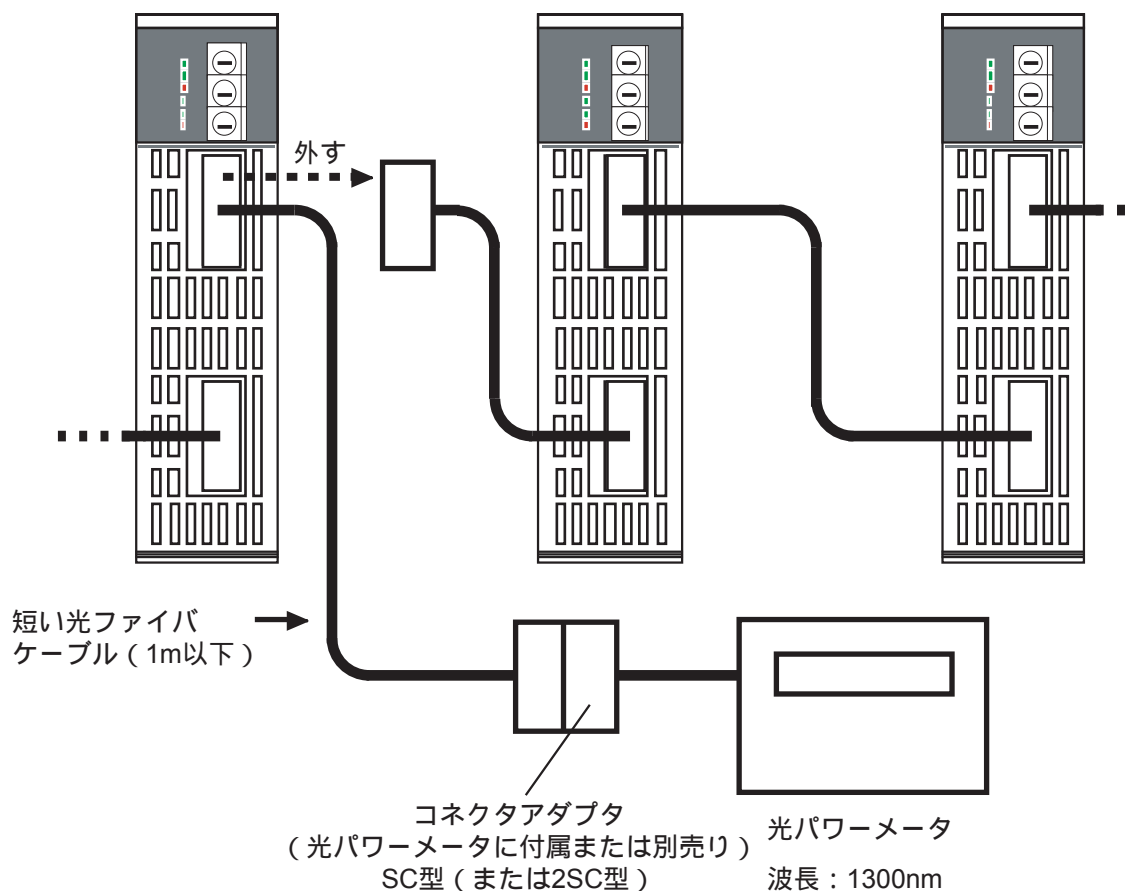 外す
短い光ファイバ
ケーブル（1m以下）
コネクタアダプタ
（光パワーメータに付属または別売り）
SC型（または2SC型）
光パワーメータ
波長：1300nm